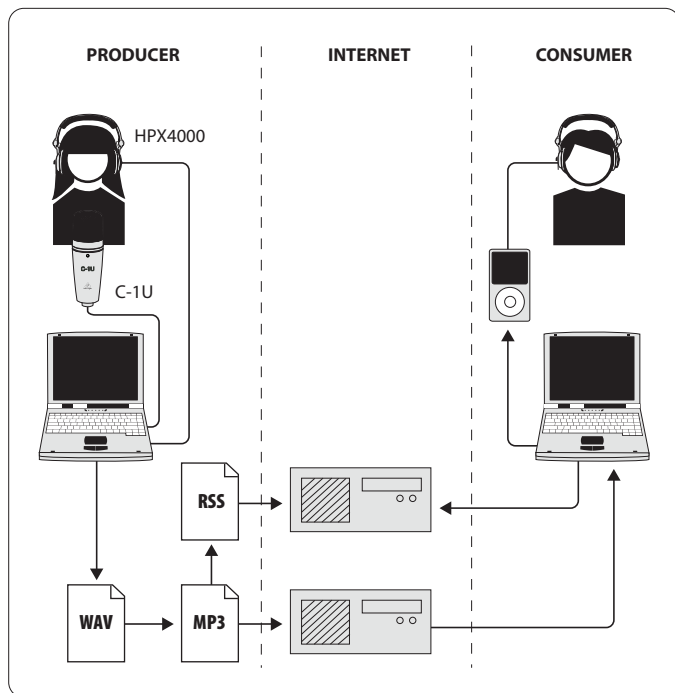 PRODUCER
INTERNET
CONSUMER
HPX4000
C-1U
C-1U
RSS
WAV
MP3